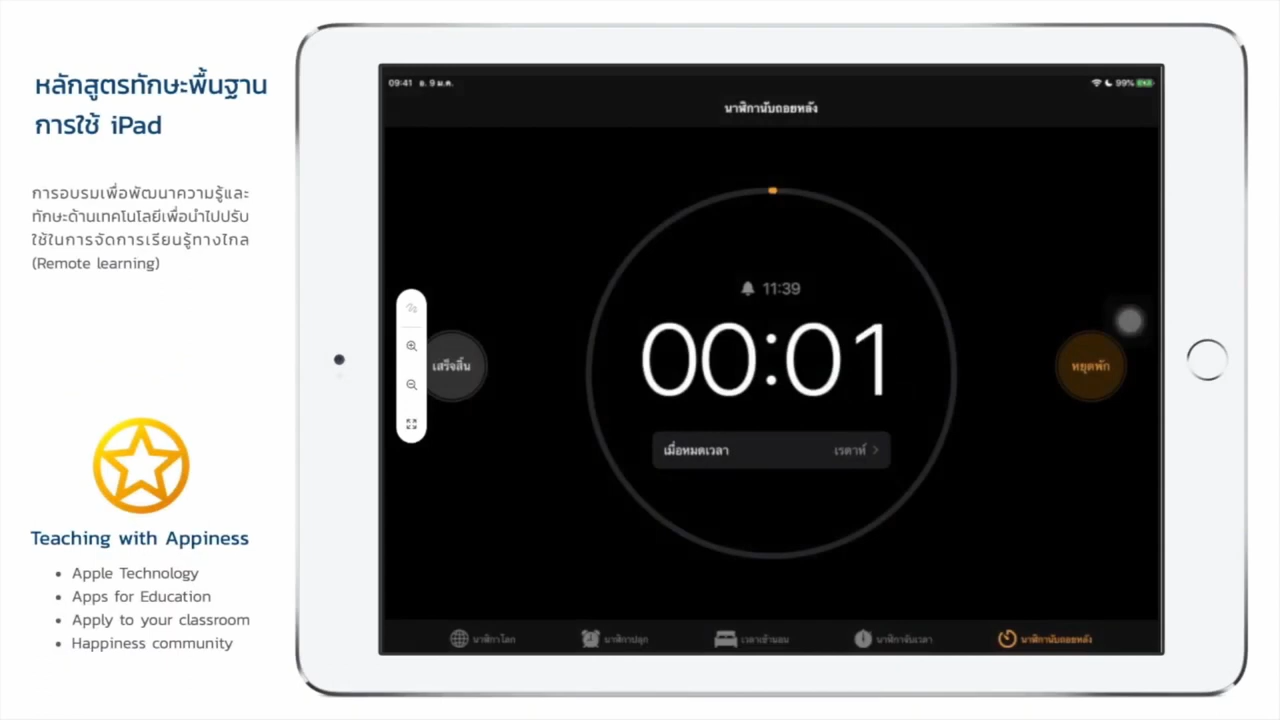 หลักสูตรทักษะพื้นฐาน
การใช้ iPad
การอบรมเพื่อพัฒนาความรู้และ
ทักษะด้านเทคโนโลยีเพื่อนำไปปรับ
ใช้ในการจัดการเรียนรู้ทางไกล
(Remote learning)
Teaching with Appiness
• Apple Technology
• Apps for Education
• Apply to your classroom
• Happiness community
09:41 อ. 9 ม.ค.
99%
นาฬิกานับถอยหลัง
11:39
00:01
เสร็จสิ้น
หยุดพัก
เมื่อหมดเวลา เรดาห์
นาฬิกาโลก นาฬิกาปลุก เวลาเข้านอน นาฬิกาจับเวลา นาฬิกานับถอยหลัง